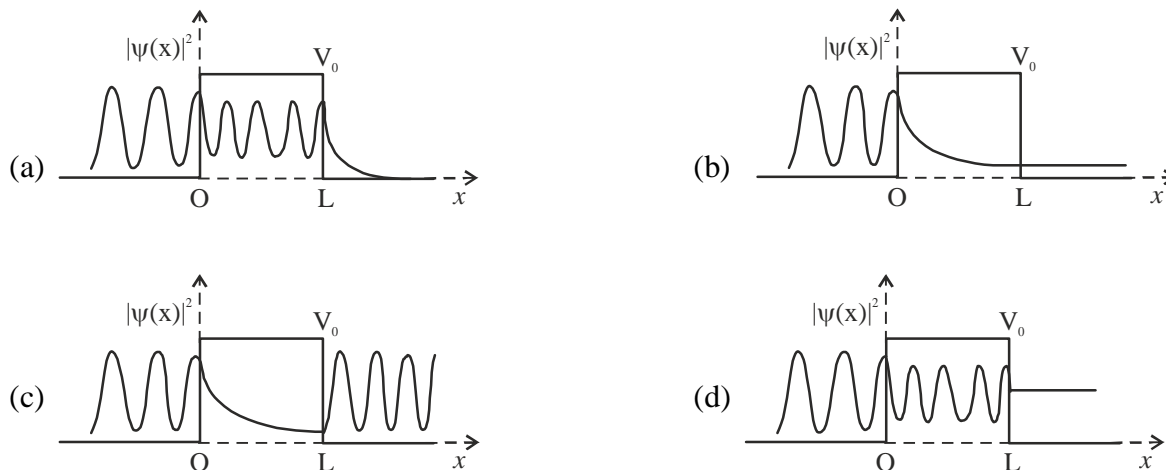 |ψ(x)|² V₀
(a)
O L x
|ψ(x)|² V₀
(b)
O L x
|ψ(x)|² V₀
(c)
O L x
|ψ(x)|² V₀
(d)
O L x